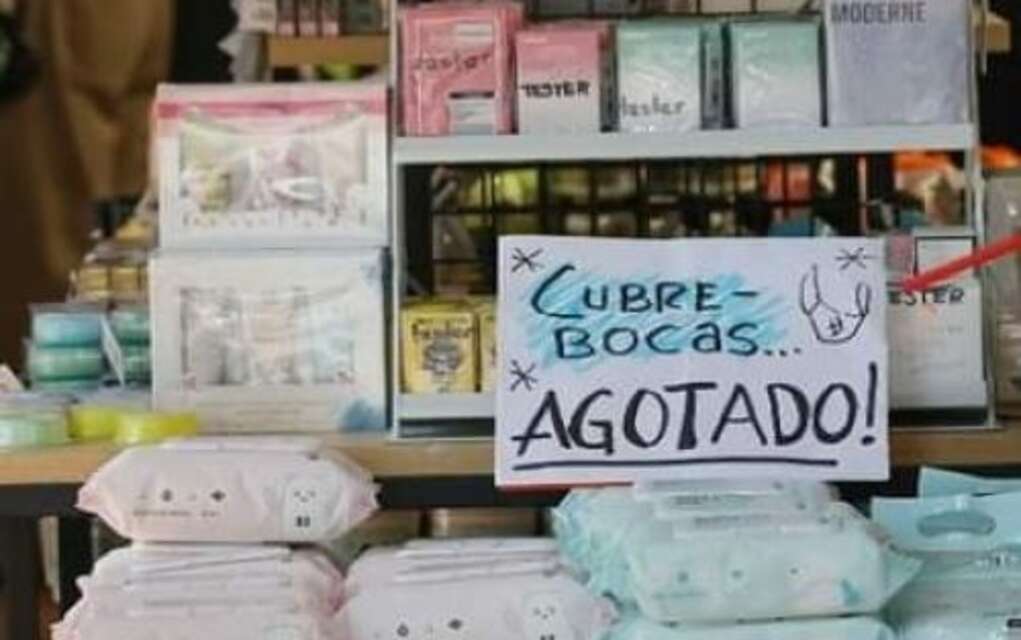 MODERNE
tester
TESTER
tester
TESTER
tester
CUBRE-
BOCAS...
AGOTADO!